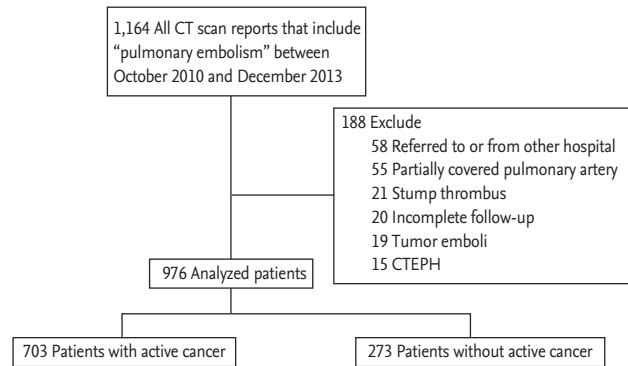 1,164 All CT scan reports that include
“pulmonary embolism” between
October 2010 and December 2013
188 Exclude
58 Referred to or from other hospital
55 Partially covered pulmonary artery
21 Stump thrombus
20 Incomplete follow-up
19 Tumor emboli
15 CTEPH
976 Analyzed patients
703 Patients with active cancer
273 Patients without active cancer